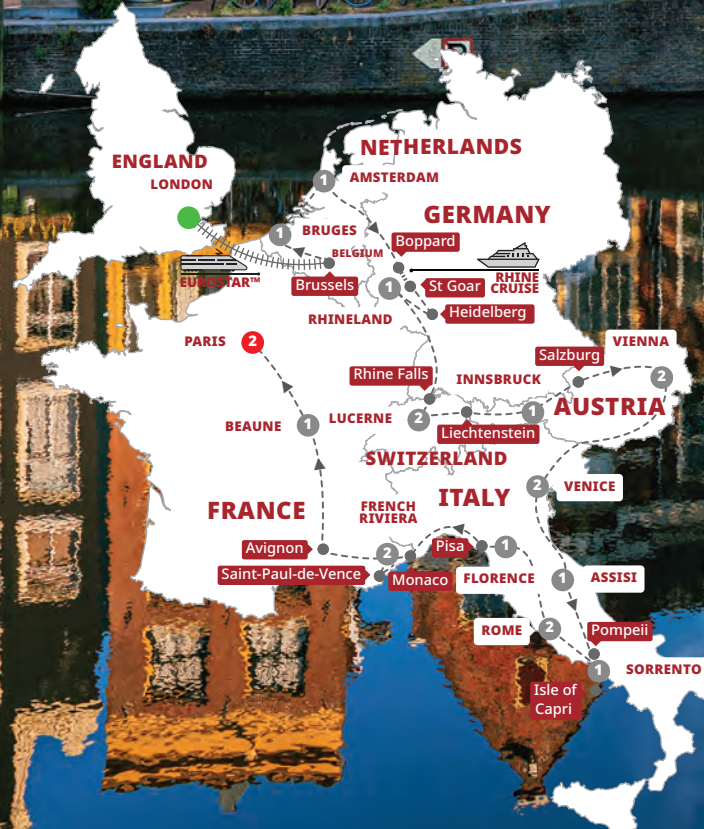 NETHERLANDS
ENGLAND
LONDON
1
AMSTERDAM
GERMANY
1
BRUGES
Boppard
BELGIUM
EUROSTAR™
Brussels
RHINE
CRUISE
St Goar
1
Heidelberg
RHINELAND
PARIS
2
VIENNA
Salzburg
Rhine Falls
INNSBRUCK
2
AUSTRIA
BEAUNE
1
LUCERNE
2
1
Liechtenstein
SWITZERLAND
2
VENICE
ITALY
FRANCE
FRENCH
RIVIERA
Avignon
2
Pisa
1
Saint-Paul-de-Vence
Monaco
FLORENCE
1
ASSISI
ROME
2
Pompeii
1
SORRENTO
Isle of
Capri